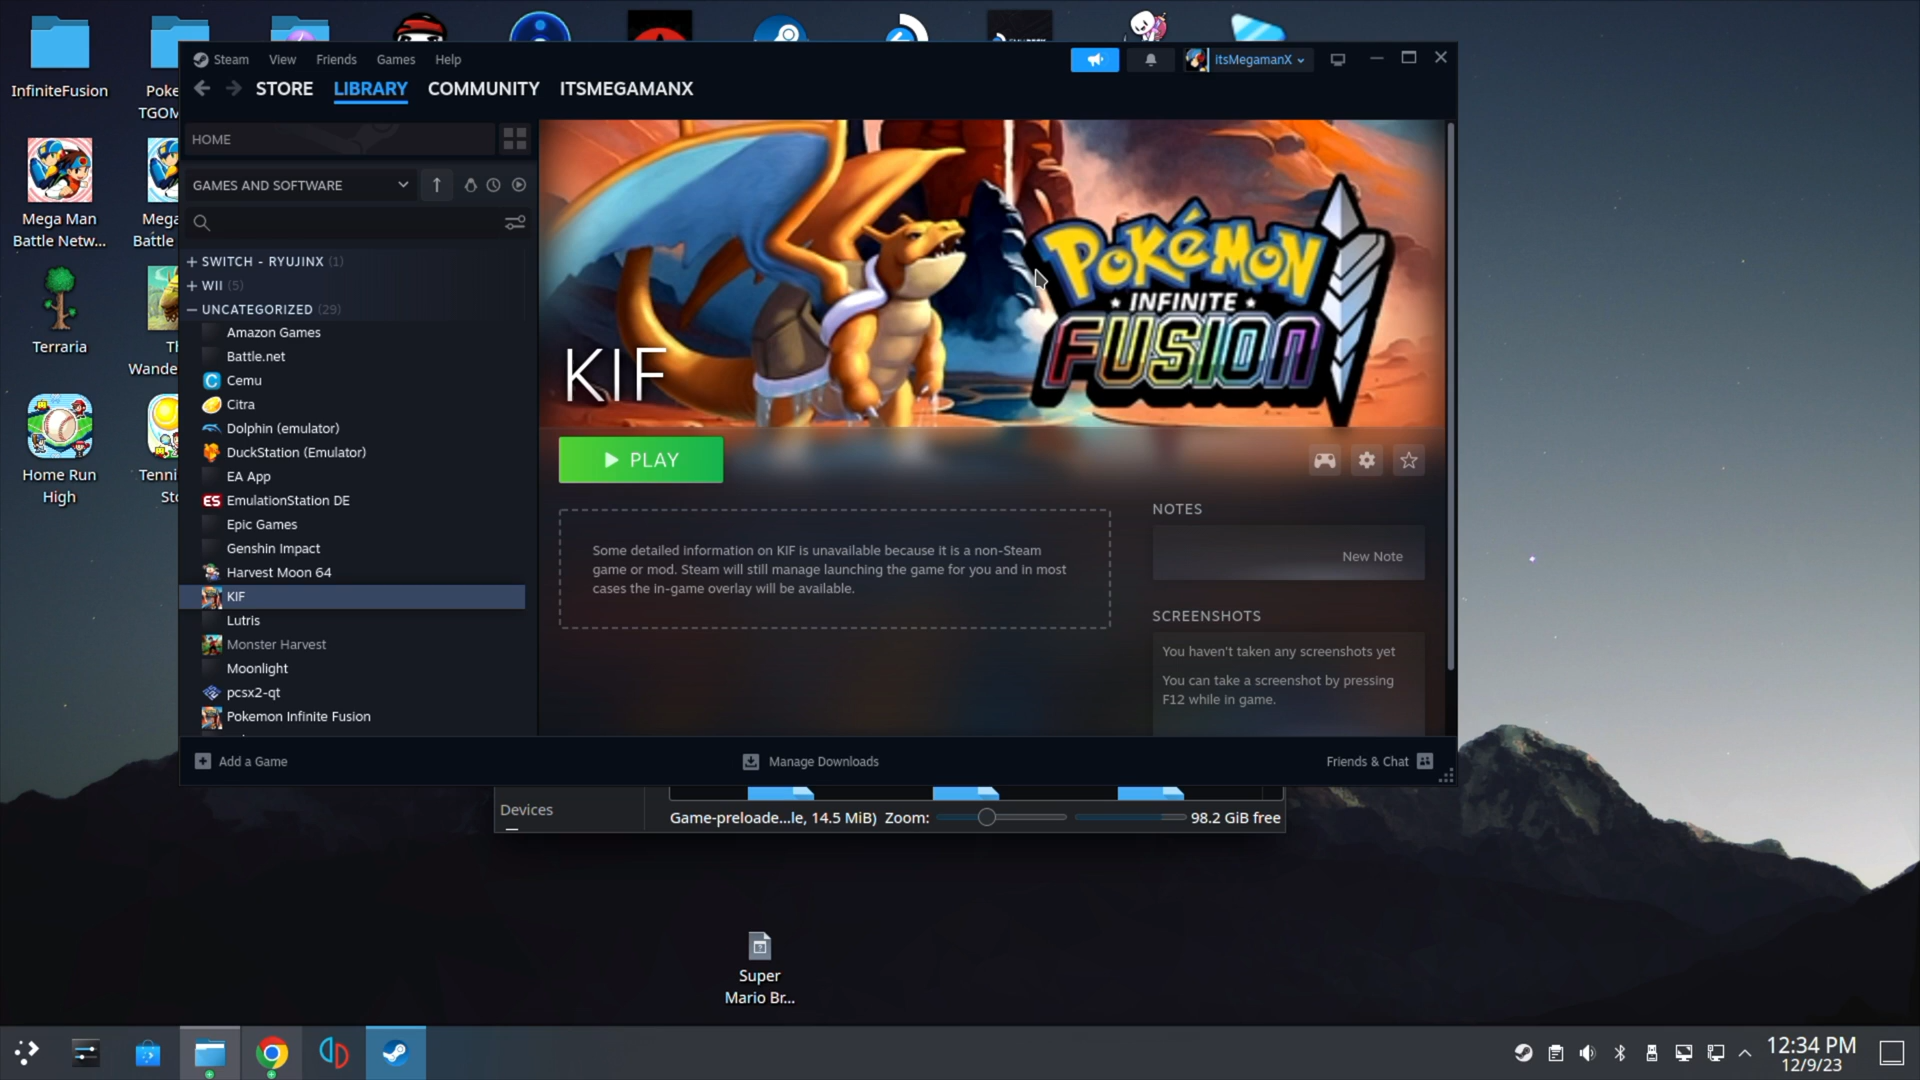 InfiniteFusion
Poke
TGOM
Mega Man
Battle Netw...
Mega
Battle
Terraria
Th
Wande
Home Run
High
Tenni
Sto
Steam
View
Friends
Games
Help
itsMegamanX
STORE
LIBRARY
COMMUNITY
ITSMEGAMANX
HOME
GAMES AND SOFTWARE
+ SWITCH - RYUJINX (1)
+ WII (5)
— UNCATEGORIZED (29)
Amazon Games
Battle.net
Cemu
Citra
Dolphin (emulator)
DuckStation (Emulator)
EA App
ES EmulationStation DE
Epic Games
Genshin Impact
Harvest Moon 64
KIF
Lutris
Monster Harvest
Moonlight
pcsx2-qt
Pokemon Infinite Fusion
POKéMON
INFINITE
FUSION
KIF
PLAY
Some detailed information on KIF is unavailable because it is a non-Steam
game or mod. Steam will still manage launching the game for you and in most
cases the in-game overlay will be available.
NOTES
New Note
SCREENSHOTS
You haven't taken any screenshots yet
You can take a screenshot by pressing
F12 while in game.
Add a Game
Manage Downloads
Friends & Chat
Devices
Game-preloade...le, 14.5 MiB)
Zoom:
98.2 GiB free
Super
Mario Br...
12:34 PM
12/9/23